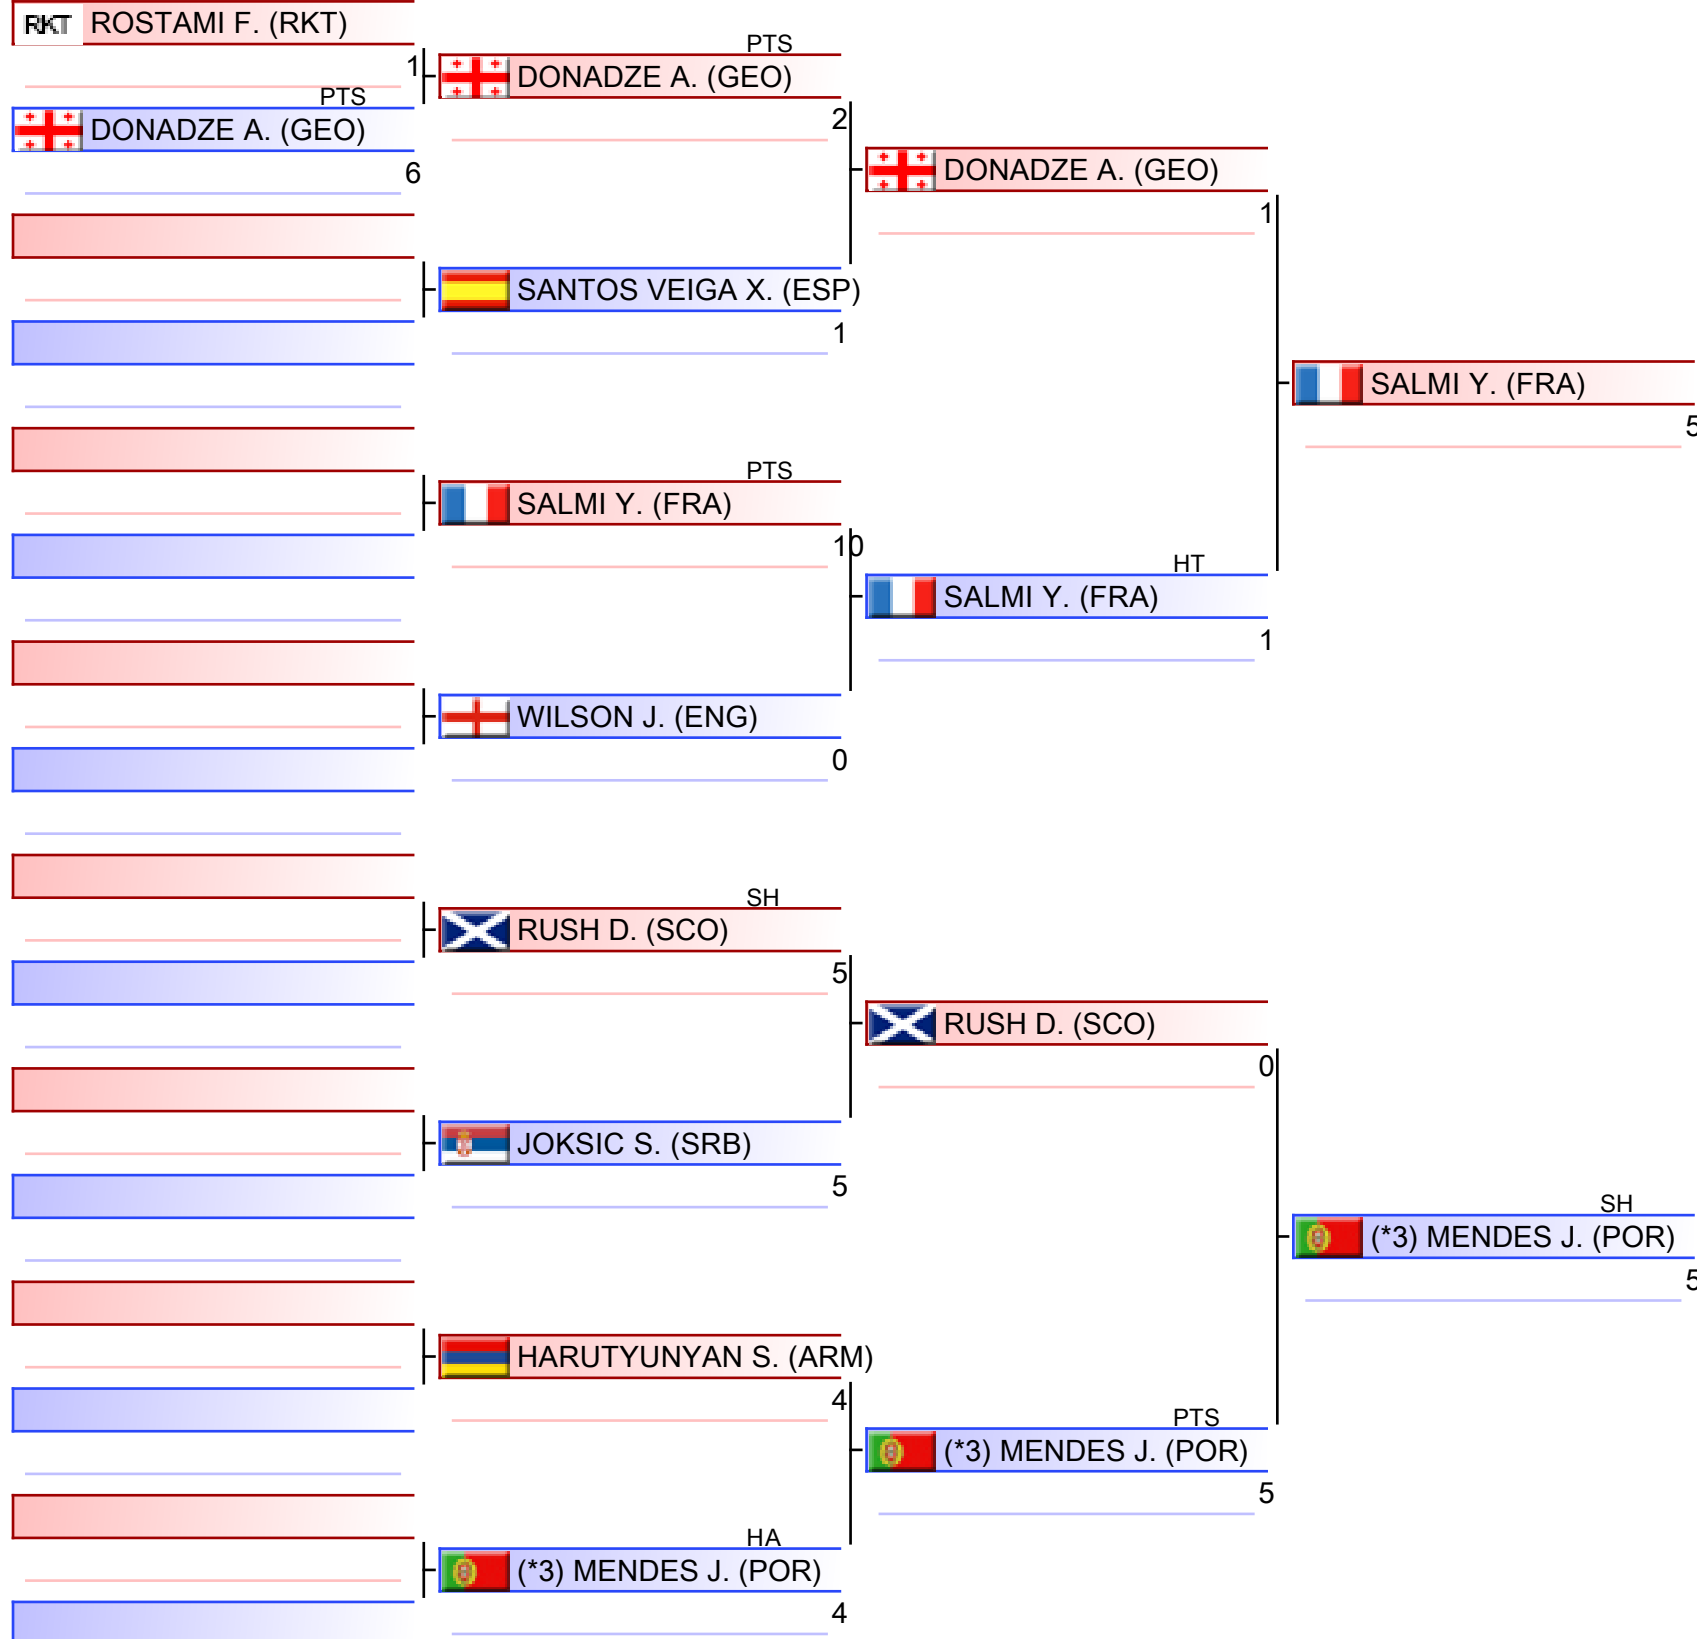 RKT ROSTAMI F. (RKT)
1
PTS
DONADZE A. (GEO)
6
PTS
DONADZE A. (GEO)
2
SANTOS VEIGA X. (ESP)
1
PTS
SALMI Y. (FRA)
10
WILSON J. (ENG)
0
SH
RUSH D. (SCO)
5
JOKSIC S. (SRB)
5
HARUTYUNYAN S. (ARM)
4
HA
(*3) MENDES J. (POR)
4
DONADZE A. (GEO)
1
HT
SALMI Y. (FRA)
1
RUSH D. (SCO)
0
PTS
(*3) MENDES J. (POR)
5
SALMI Y. (FRA)
5
SH
(*3) MENDES J. (POR)
5